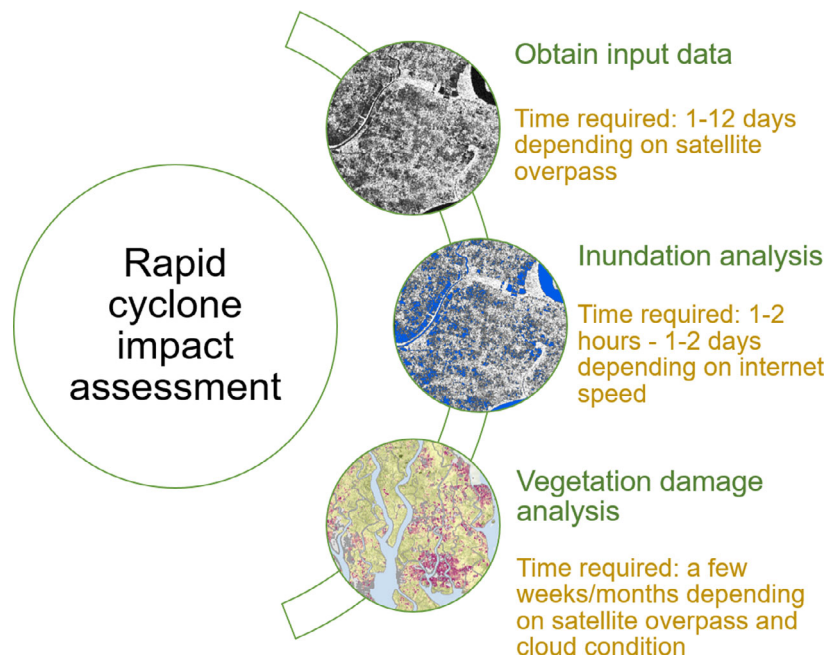 Rapid
cyclone
impact
assessment
Obtain input data
Time required: 1-12 days
depending on satellite
overpass
Inundation analysis
Time required: 1-2
hours - 1-2 days
depending on internet
speed
Vegetation damage
analysis
Time required: a few
weeks/months depending
on satellite overpass and
cloud condition